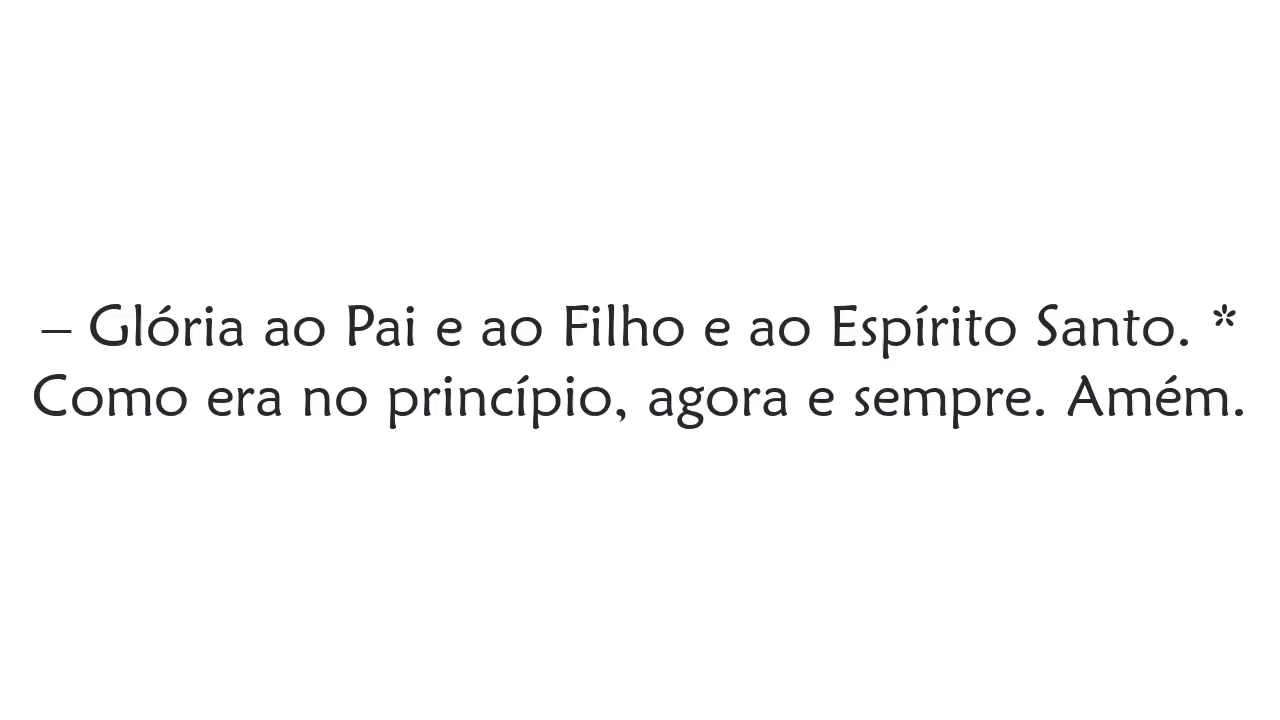 – Glória ao Pai e ao Filho e ao Espírito Santo. *
Como era no princípio, agora e sempre. Amém.